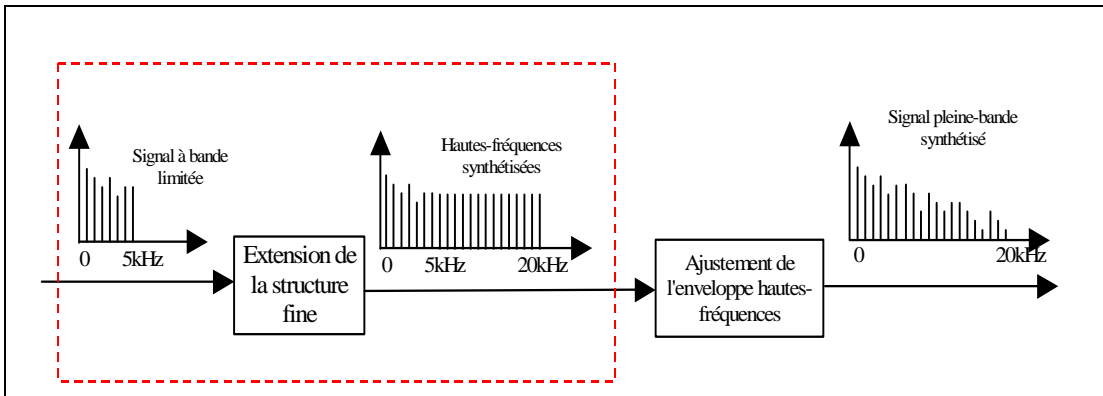 Signal à bande
limitée
0
5kHz
Extension de
la structure
fine
Hautes-fréquences
synthétisées
0
5kHz
20kHz
Ajustement de
l'enveloppe hautes-
fréquences
Signal pleine-bande
synthétisé
0
20kHz